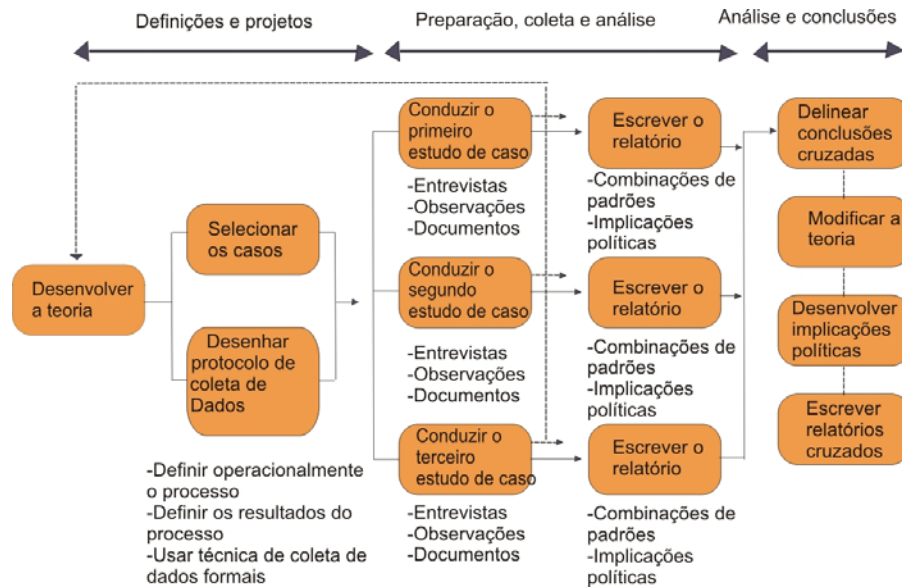 Definições e projetos
Preparação, coleta e análise
Análise e conclusões
Desenvolver
a teoria
Selecionar
os casos
Desenhar
protocolo de
coleta de
Dados
-Definir operacionalmente
o processo
-Definir os resultados do
processo
-Usar técnica de coleta de
dados formais
Conduzir o
primeiro
estudo de caso
-Entrevistas
-Observações
-Documentos
Escrever o
relatório
-Combinações de
padrões
-Implicações
políticas
Conduzir o
segundo
estudo de caso
-Entrevistas
-Observações
-Documentos
Escrever o
relatório
-Combinações de
padrões
-Implicações
políticas
Conduzir o
terceiro
estudo de caso
-Entrevistas
-Observações
-Documentos
Escrever o
relatório
-Combinações de
padrões
-Implicações
políticas
Delinear
conclusões
cruzadas
Modificar a
teoria
Desenvolver
implicações
políticas
Escrever
relatórios
cruzados